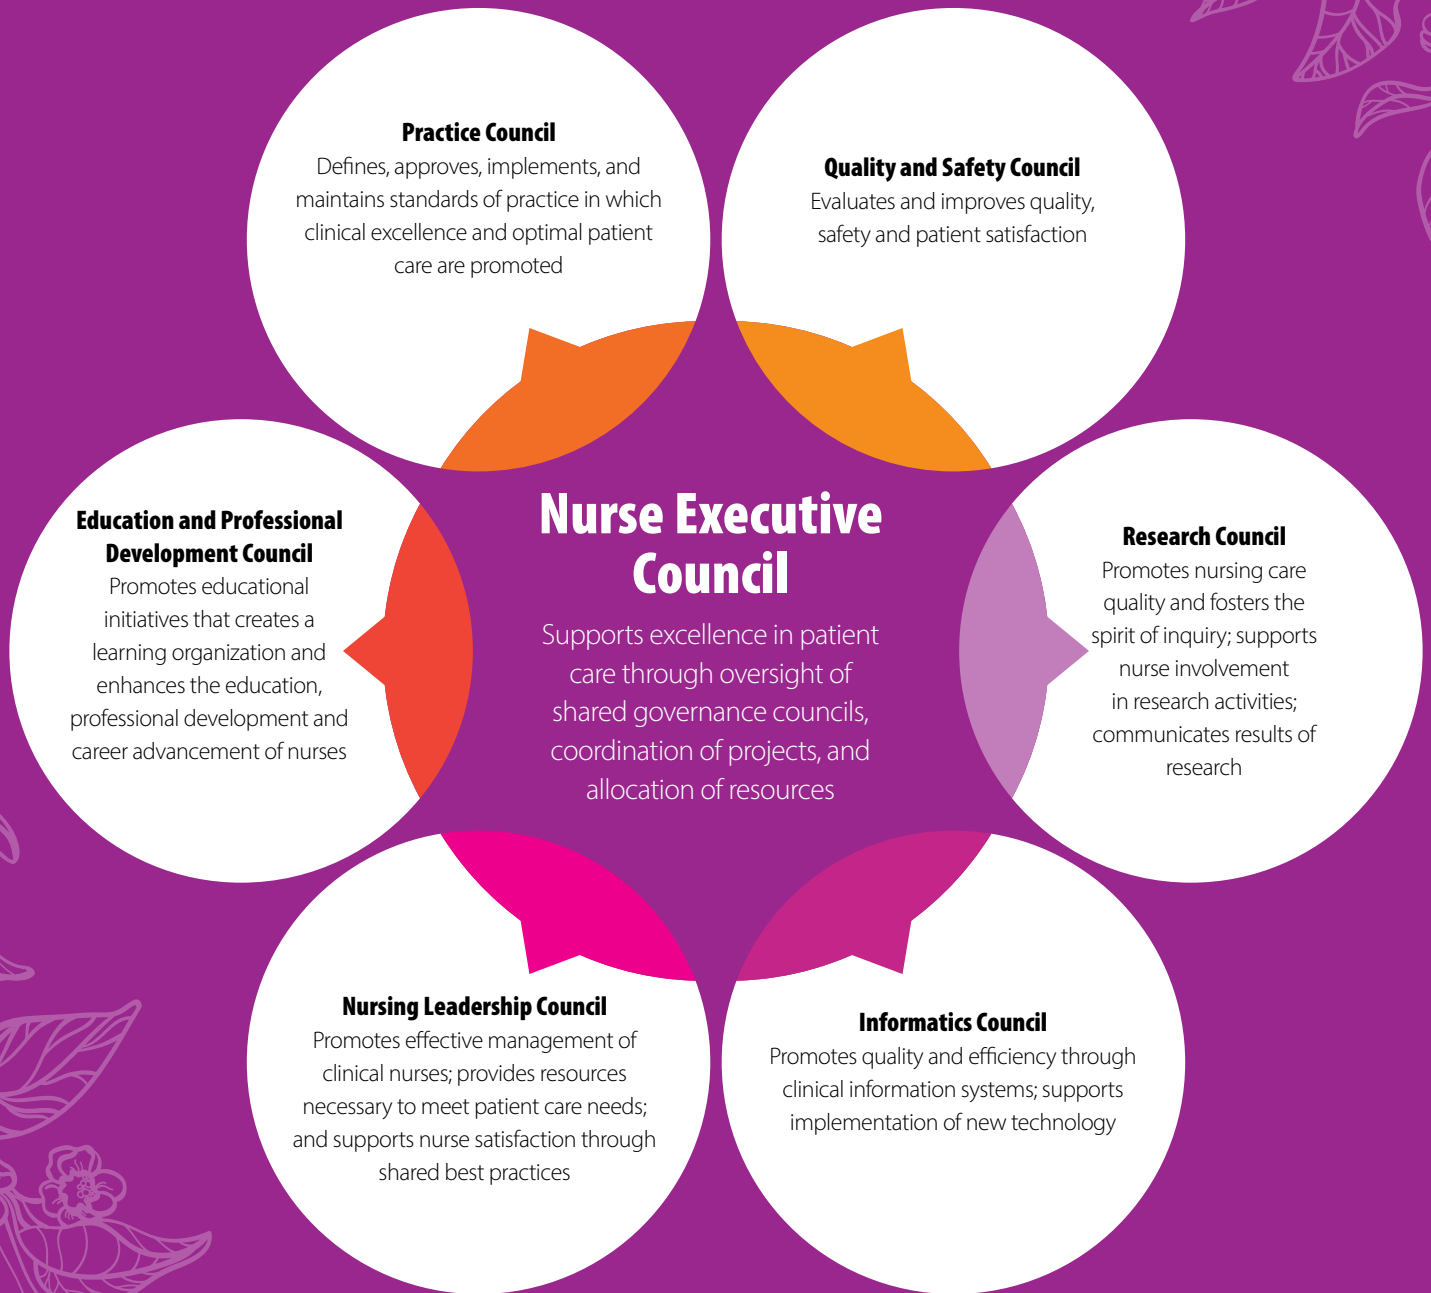 Practice Council
Defines, approves, implements, and
maintains standards of practice in which
clinical excellence and optimal patient
care are promoted
Quality and Safety Council
Evaluates and improves quality,
safety and patient satisfaction
Education and Professional
Development Council
Promotes educational
initiatives that creates a
learning organization and
enhances the education,
professional development and
career advancement of nurses
Nurse Executive
Council
Supports excellence in patient
care through oversight of
shared governance councils,
coordination of projects, and
allocation of resources
Research Council
Promotes nursing care
quality and fosters the
spirit of inquiry; supports
nurse involvement
in research activities;
communicates results of
research
Nursing Leadership Council
Promotes effective management of
clinical nurses; provides resources
necessary to meet patient care needs;
and supports nurse satisfaction through
shared best practices
Informatics Council
Promotes quality and efficiency through
clinical information systems; supports
implementation of new technology